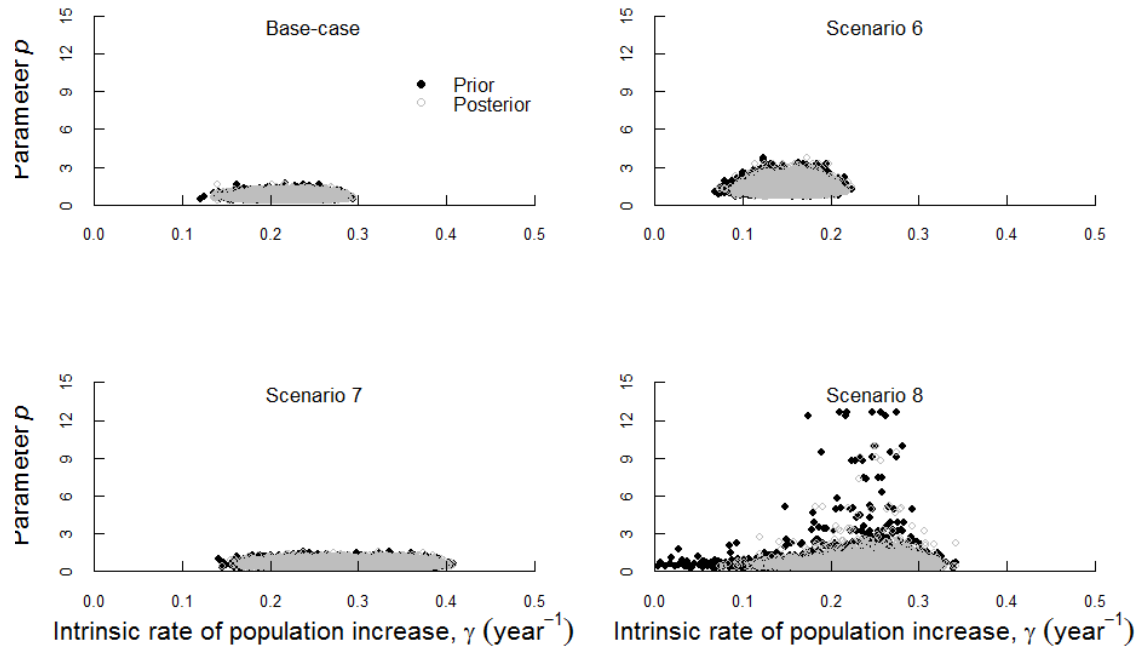 Base-case
Scenario 6
Parameter p
15
12
9
6
3
0
Prior
Posterior
0.0 0.1 0.2 0.3 0.4 0.5
15
12
9
6
3
0
0.0 0.1 0.2 0.3 0.4 0.5
Scenario 7
Scenario 8
Parameter p
15
12
9
6
3
0
0.0 0.1 0.2 0.3 0.4 0.5
Intrinsic rate of population increase, γ (year⁻¹)
15
12
9
6
3
0
0.0 0.1 0.2 0.3 0.4 0.5
Intrinsic rate of population increase, γ (year⁻¹)